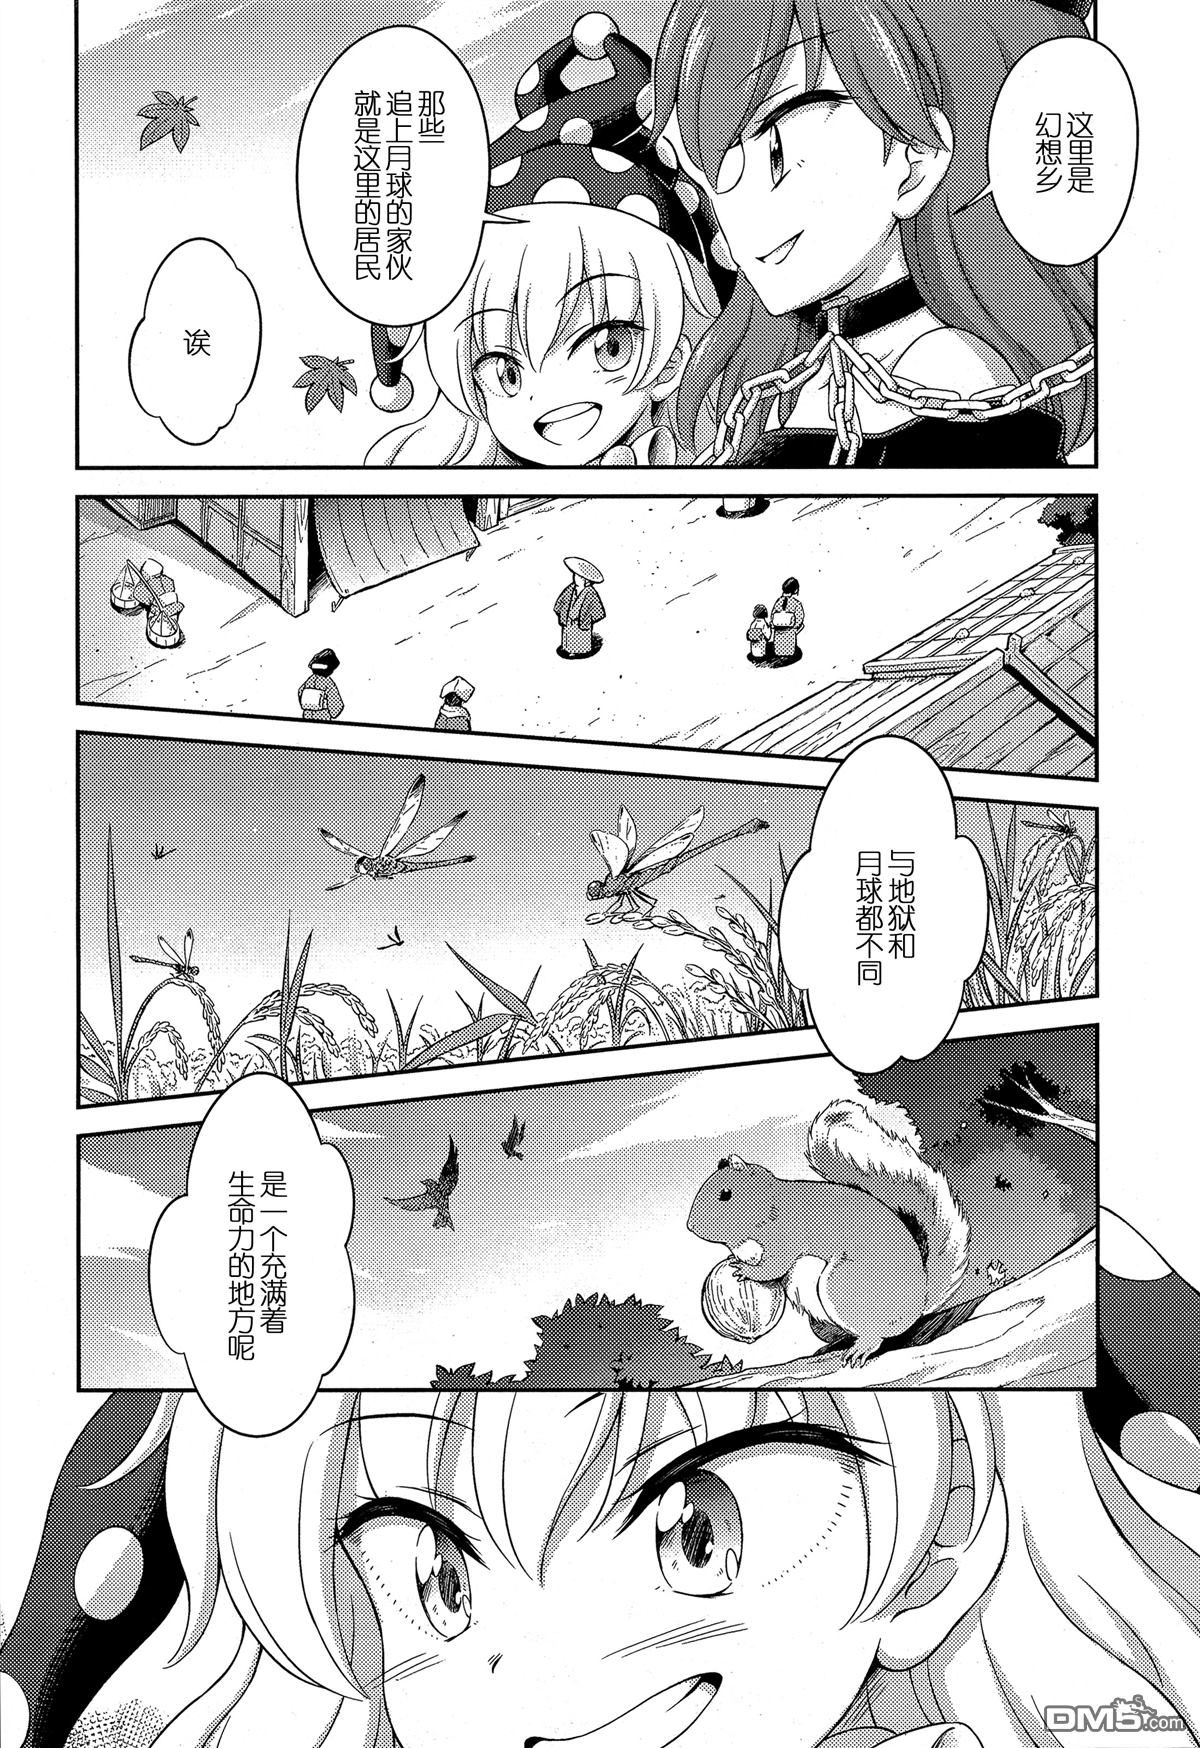 这里是
幻想乡
那些
追上月球的家伙
就是这里的居民
诶
与地狱和
月球都不同
是一个充满着
生命力的地方呢
DM5.com